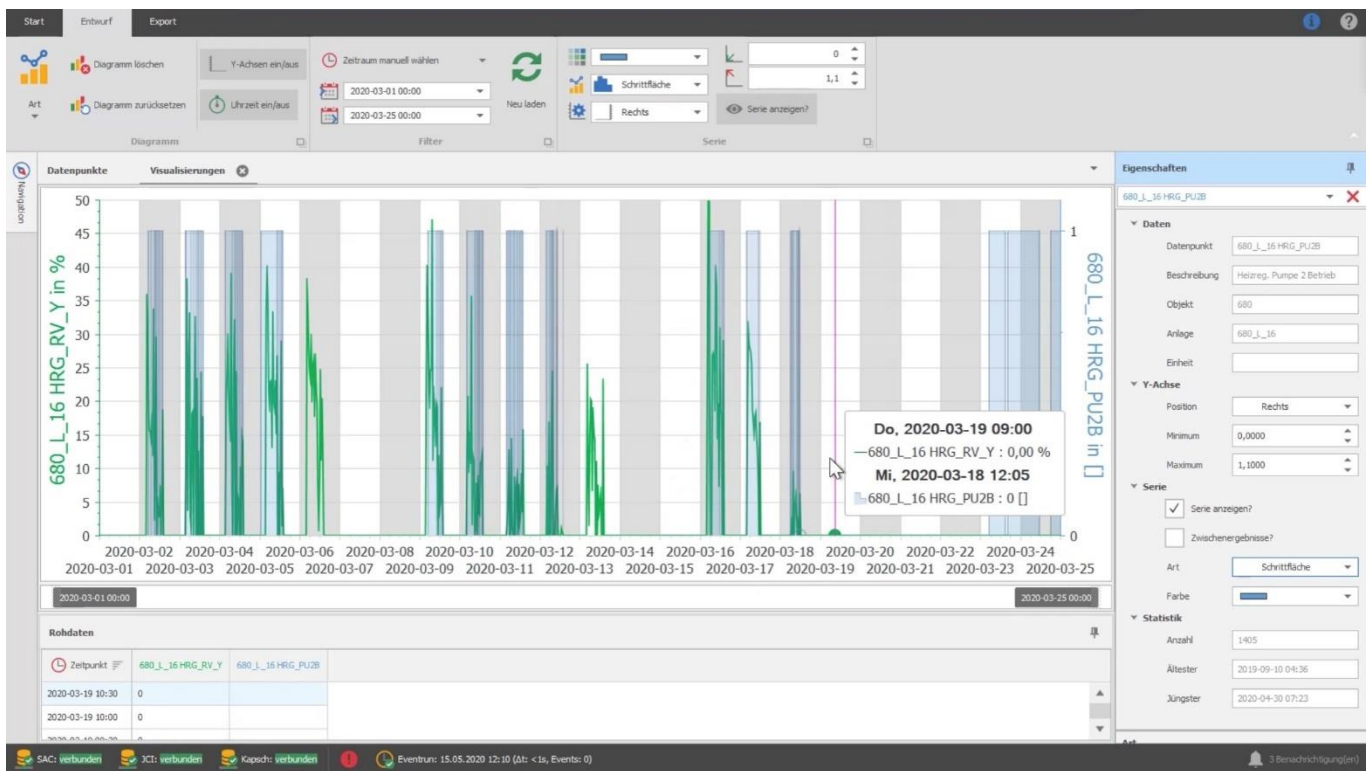 Start Entwurf Export
Art
Diagramm löschen
Diagramm zurücksetzen
Y-Achsen ein/aus
Uhrzeit ein/aus
Diagramm
Zeitraum manuell wählen
2020-03-01 00:00
2020-03-25 00:00
Neu laden
Filter
Schrittfläche
Rechts
0
1,1
Serie anzeigen?
Serie
Navigation
Datenpunkte Visualisierungen
680_L_16 HRG_RV_Y in %
50
45
40
35
30
25
20
15
10
5
0
1
0
680_L_16 HRG_PU2B in []
Do, 2020-03-19 09:00
680_L_16 HRG_RV_Y : 0,00 %
Mi, 2020-03-18 12:05
680_L_16 HRG_PU2B : 0 []
2020-03-02 2020-03-04 2020-03-06 2020-03-08 2020-03-10 2020-03-12 2020-03-14 2020-03-16 2020-03-18 2020-03-20 2020-03-22 2020-03-24
2020-03-01 2020-03-03 2020-03-05 2020-03-07 2020-03-09 2020-03-11 2020-03-13 2020-03-15 2020-03-17 2020-03-19 2020-03-21 2020-03-23 2020-03-25
2020-03-01 00:00 2020-03-25 00:00
Rohdaten
Zeitpunkt 680_L_16 HRG_RV_Y 680_L_16 HRG_PU2B
2020-03-19 10:30 0
2020-03-19 10:00 0
Eigenschaften
680_L_16 HRG_PU2B
Daten
Datenpunkt 680_L_16 HRG_PU2B
Beschreibung Heizreg. Pumpe 2 Betrieb
Objekt 680
Anlage 680_L_16
Einheit
Y-Achse
Position Rechts
Minimum 0,0000
Maximum 1,1000
Serie
Serie anzeigen?
Zwischenergebnisse?
Art Schrittfläche
Farbe
Statistik
Anzahl 1405
Ältester 2019-09-10 04:36
Jüngster 2020-04-30 07:23
SAC: verbunden JCI: verbunden Kapsch: verbunden Eventrun: 15.05.2020 12:10 (Δt: <1s, Events: 0) 3 Benachrichtigung(en)